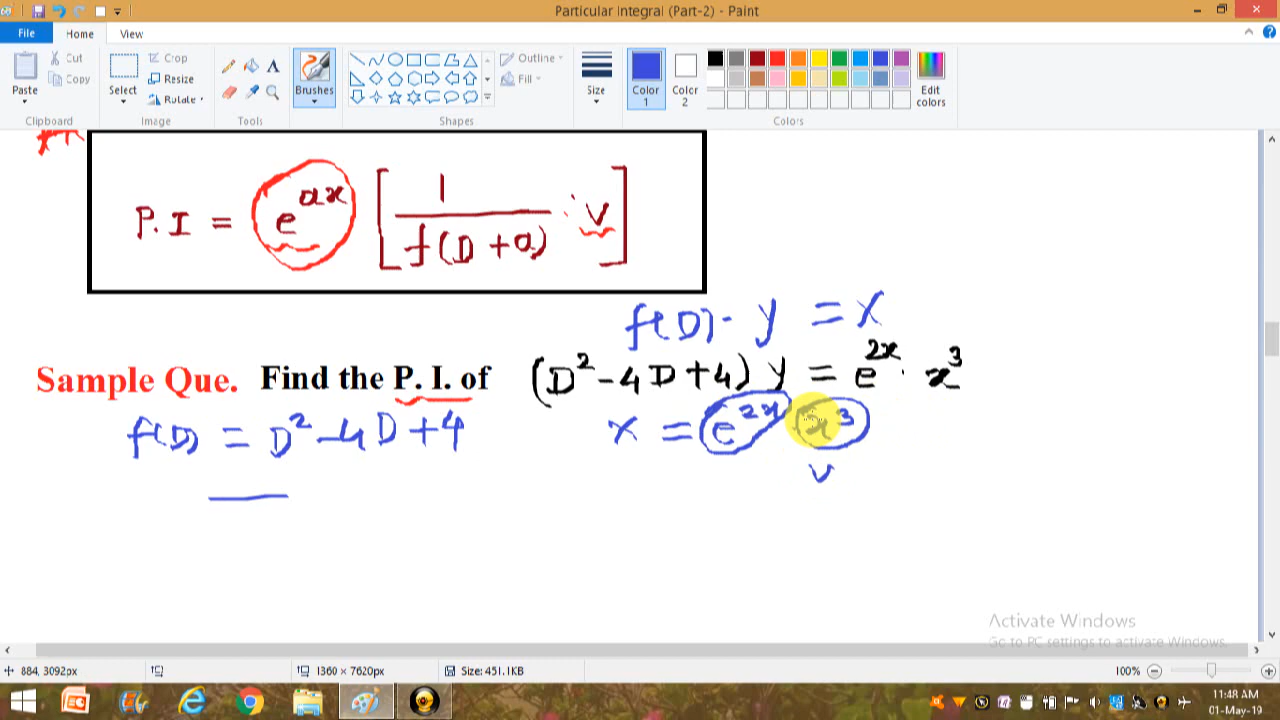 Particular Integral (Part-2) - Paint
File Home View
Paste Cut Copy Select Crop Resize Rotate Brushes Outline Fill Size Color 1 Color 2 Edit colors
Clipboard Image Tools Shapes Colors
P.I = e^{ax} [ 1 / f(D+a) · V ]
f(D) - y = X
Sample Que. Find the P. I. of (D² - 4D + 4) y = e^{2x} · x³
f(D) = D² - 4D + 4 X = e^{2x} x³
V
Activate Windows
Go to PC settings to activate Windows.
884, 3092px 1360 × 7620px Size: 451.1KB 100%
11:48 AM
01-May-19